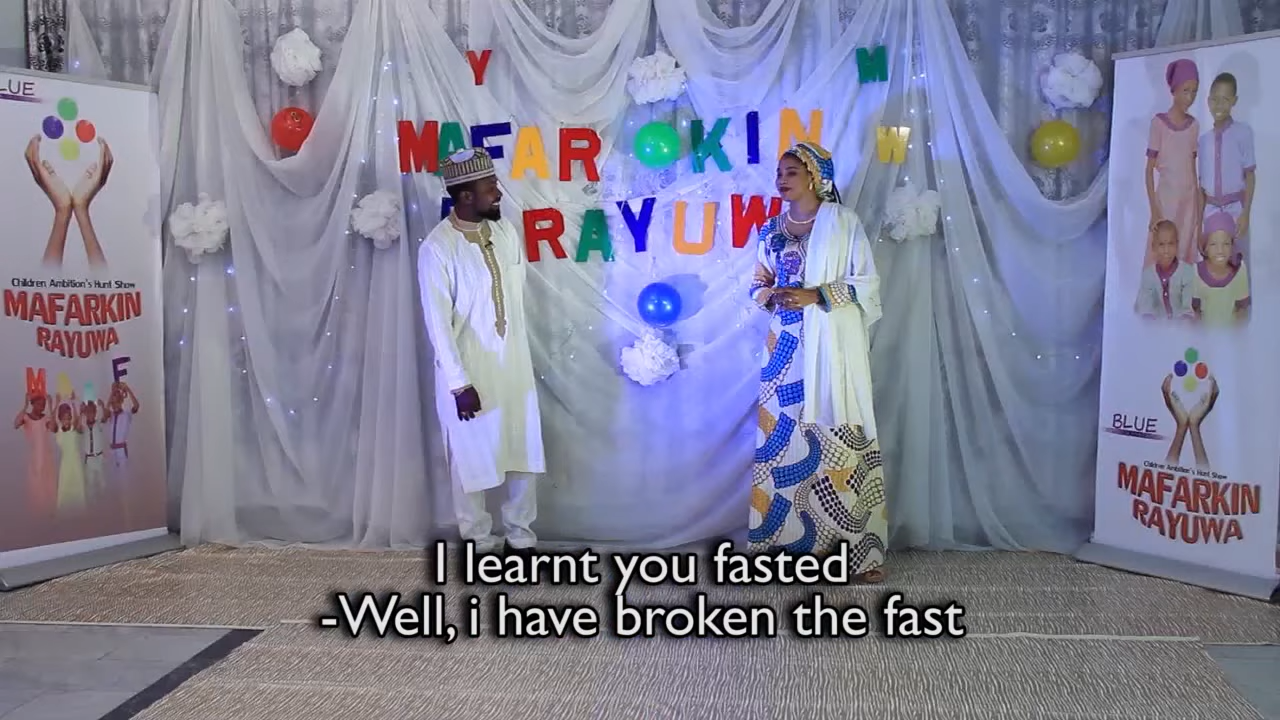 Y M
MAFARKIN W
RAYUW
BLUE
Children Ambition's Hunt Show
MAFARKIN
RAYUWA
M F
BLUE
Children Ambition's Hunt Show
MAFARKIN
RAYUWA
I learnt you fasted
-Well, i have broken the fast